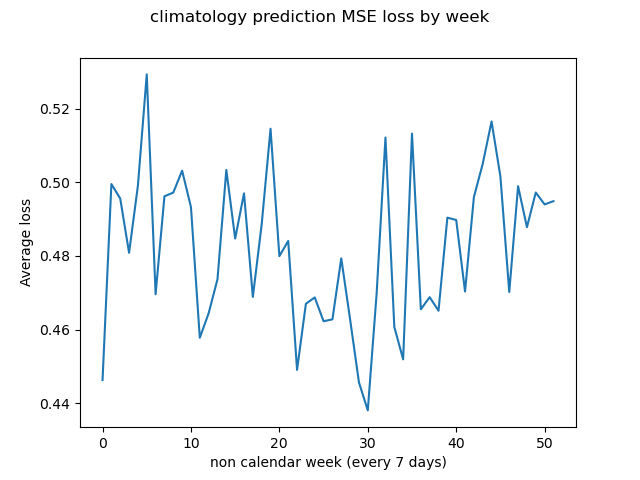 climatology prediction MSE loss by week
Average loss
0.52
0.50
0.48
0.46
0.44
0 10 20 30 40 50
non calendar week (every 7 days)